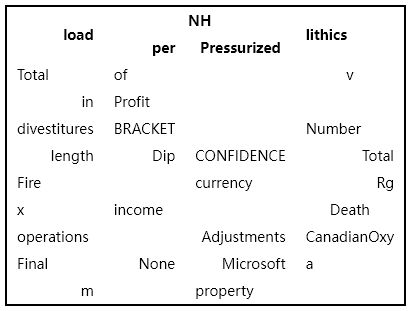 load NH lithics
per Pressurized
Total of v
in Profit
divestitures BRACKET Number
length Dip CONFIDENCE Total
Fire currency Rg
x income Death
operations Adjustments CanadianOxy
Final None Microsoft a
m property